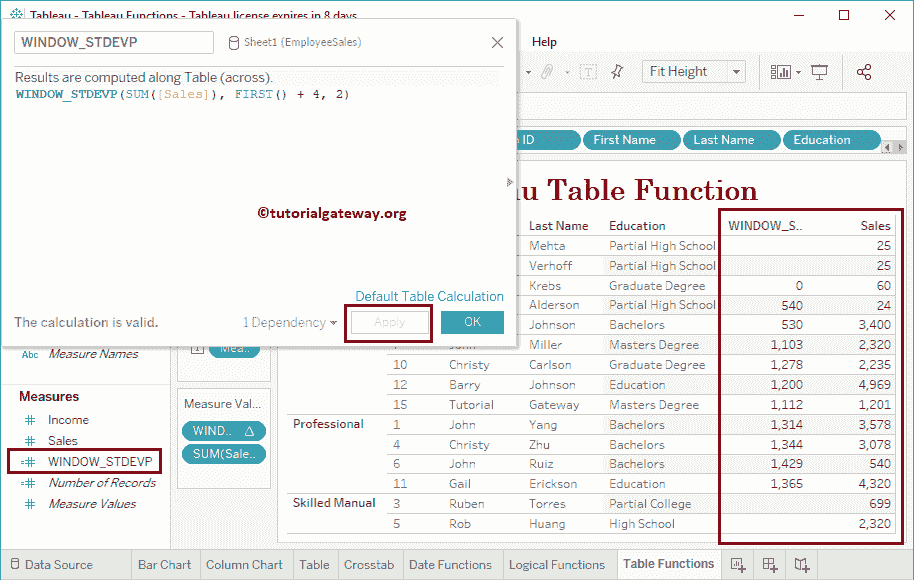 Tableau - Tableau Functions - Tableau license expires in 8 days
WINDOW_STDEVP
Sheet1 (EmployeeSales)
Help
Results are computed along Table (across).
WINDOW_STDEVP(SUM([Sales]), FIRST() + 4, 2)
Fit Height
ID First Name Last Name Education
©tutorialgateway.org
Default Table Calculation
The calculation is valid.
1 Dependency
Apply
OK
u Table Function
Last Name Education WINDOW_S.. Sales
Mehta Partial High School 25
Verhoff Partial High School 25
Krebs Graduate Degree 0 60
Alderson Partial High School 540 24
Johnson Bachelors 530 3,400
Miller Masters Degree 1,103 2,320
10 Christy Carlson Graduate Degree 1,278 2,235
12 Barry Johnson Education 1,200 4,969
15 Tutorial Gateway Masters Degree 1,112 1,201
Professional 1 John Yang Bachelors 1,314 3,578
4 Christy Zhu Bachelors 1,344 3,078
6 John Ruiz Bachelors 1,429 540
11 Gail Erickson Education 1,365 4,320
Skilled Manual 3 Ruben Torres Partial College 699
5 Rob Huang High School 2,320
Abc Measure Names
Measures
Income
Sales
WINDOW_STDEVP
Number of Records
Measure Values
Measure Val...
WIND..
SUM(Sale..
Data Source Bar Chart Column Chart Table Crosstab Date Functions Logical Functions Table Functions